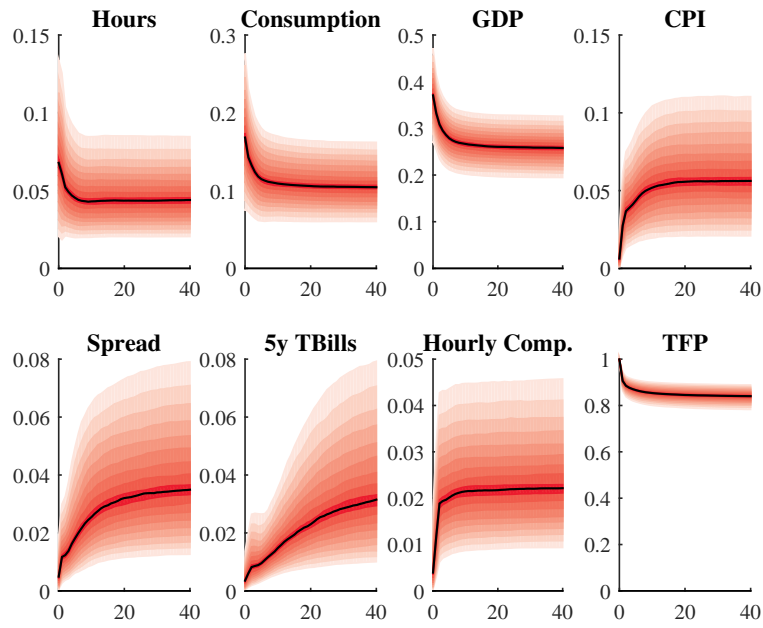 Hours Consumption GDP CPI
0.15 0.3 0.5 0.15
0.4
0.1 0.2 0.1
0.3
0.2
0.05 0.1 0.05
0.1
0 0 0 0
0 20 40 0 20 40 0 20 40 0 20 40
Spread 5y TBills Hourly Comp. TFP
0.08 0.08 0.05 1
0.04 0.8
0.06 0.06
0.03 0.6
0.04 0.04
0.02 0.4
0.02 0.02
0.01 0.2
0 0 0 0
0 20 40 0 20 40 0 20 40 0 20 40